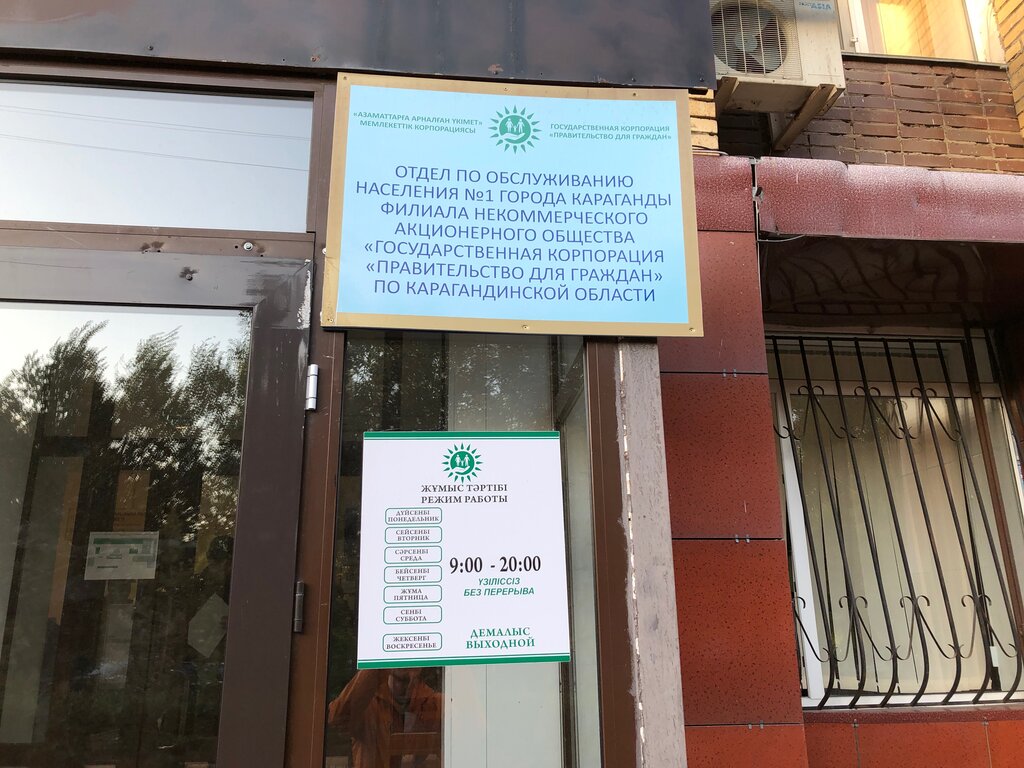 «АЗАМАТТАРҒА АРНАЛҒАН ҮКІМЕТ»
МЕМЛЕКЕТТІК КОРПОРАЦИЯСЫ
ГОСУДАРСТВЕННАЯ КОРПОРАЦИЯ
«ПРАВИТЕЛЬСТВО ДЛЯ ГРАЖДАН»
ОТДЕЛ ПО ОБСЛУЖИВАНИЮ
НАСЕЛЕНИЯ №1 ГОРОДА КАРАГАНДЫ
ФИЛИАЛА НЕКОММЕРЧЕСКОГО
АКЦИОНЕРНОГО ОБЩЕСТВА
«ГОСУДАРСТВЕННАЯ КОРПОРАЦИЯ
«ПРАВИТЕЛЬСТВО ДЛЯ ГРАЖДАН»
ПО КАРАГАНДИНСКОЙ ОБЛАСТИ
ЖҰМЫС ТӘРТІБІ
РЕЖИМ РАБОТЫ
ДҮЙСЕНБІ
ПОНЕДЕЛЬНИК
СЕЙСЕНБІ
ВТОРНИК
СӘРСЕНБІ
СРЕДА
БЕЙСЕНБІ
ЧЕТВЕРГ
ЖҰМА
ПЯТНИЦА
СЕНБІ
СУББОТА
9:00 - 20:00
ҮЗІЛІССІЗ
БЕЗ ПЕРЕРЫВА
ЖЕКСЕНБІ
ВОСКРЕСЕНЬЕ
ДЕМАЛЫС
ВЫХОДНОЙ